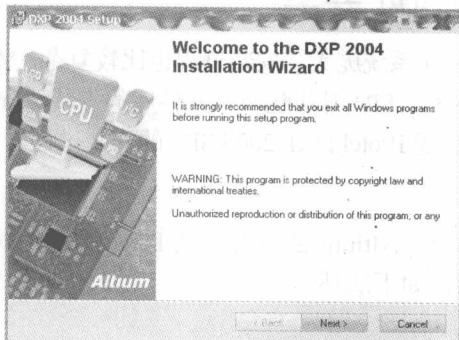 DXP 2004 Setup
Welcome to the DXP 2004
Installation Wizard
It is strongly recommended that you exit all Windows programs
before running this setup program.
WARNING: This program is protected by copyright law and
international treaties.
Unauthorized reproduction or distribution of this program, or any
CPU
Altium
< Back
Next >
Cancel